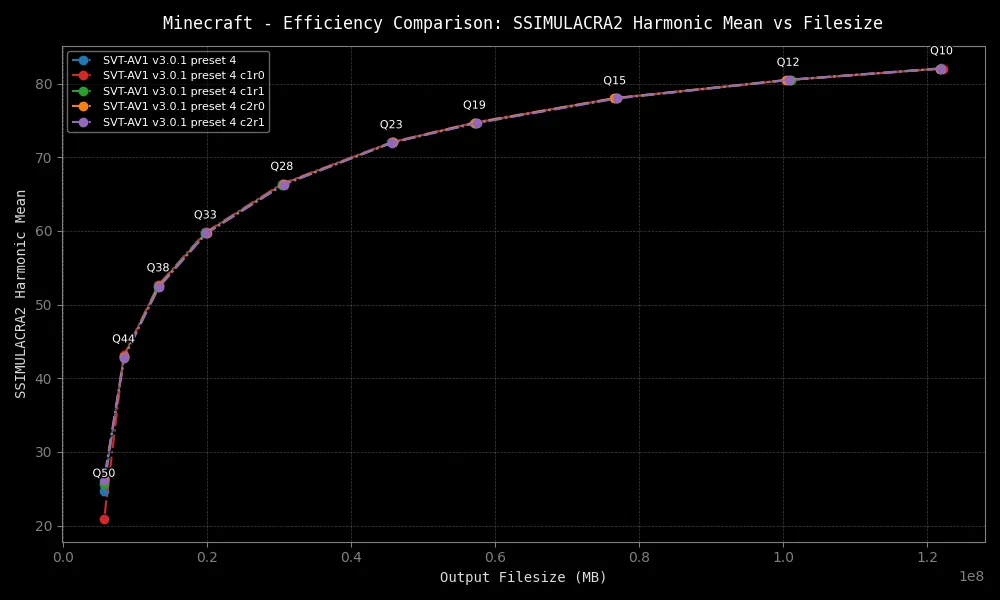 Minecraft - Efficiency Comparison: SSIMULACRA2 Harmonic Mean vs Filesize
SVT-AV1 v3.0.1 preset 4
SVT-AV1 v3.0.1 preset 4 c1r0
SVT-AV1 v3.0.1 preset 4 c1r1
SVT-AV1 v3.0.1 preset 4 c2r0
SVT-AV1 v3.0.1 preset 4 c2r1
Q10
Q12
Q15
Q19
Q23
Q28
Q33
Q38
Q44
Q50
80
70
60
50
40
30
20
SSIMULACRA2 Harmonic Mean
0.0 0.2 0.4 0.6 0.8 1.0 1.2
1e8
Output Filesize (MB)